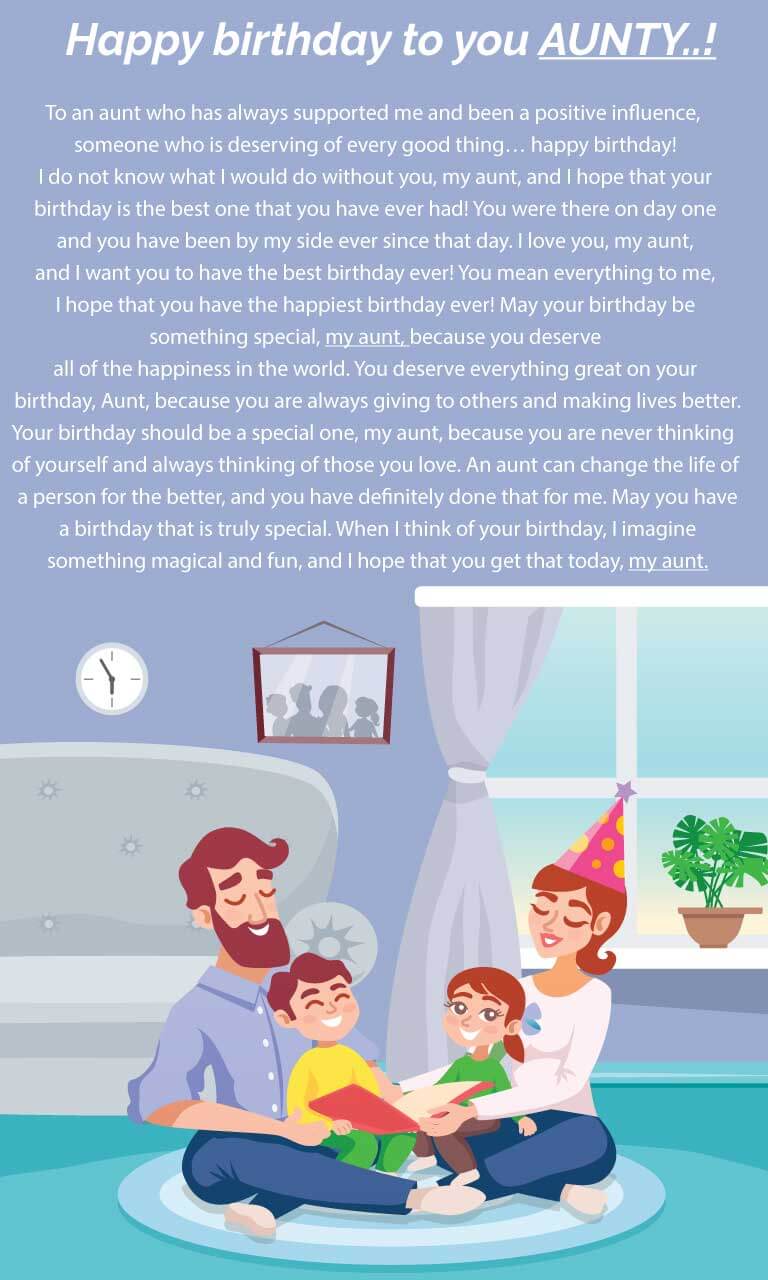 Happy birthday to you AUNTY..!
To an aunt who has always supported me and been a positive influence,
someone who is deserving of every good thing… happy birthday!
I do not know what I would do without you, my aunt, and I hope that your
birthday is the best one that you have ever had! You were there on day one
and you have been by my side ever since that day. I love you, my aunt,
and I want you to have the best birthday ever! You mean everything to me,
I hope that you have the happiest birthday ever! May your birthday be
something special, my aunt, because you deserve
all of the happiness in the world. You deserve everything great on your
birthday, Aunt, because you are always giving to others and making lives better.
Your birthday should be a special one, my aunt, because you are never thinking
of yourself and always thinking of those you love. An aunt can change the life of
a person for the better, and you have definitely done that for me. May you have
a birthday that is truly special. When I think of your birthday, I imagine
something magical and fun, and I hope that you get that today, my aunt.